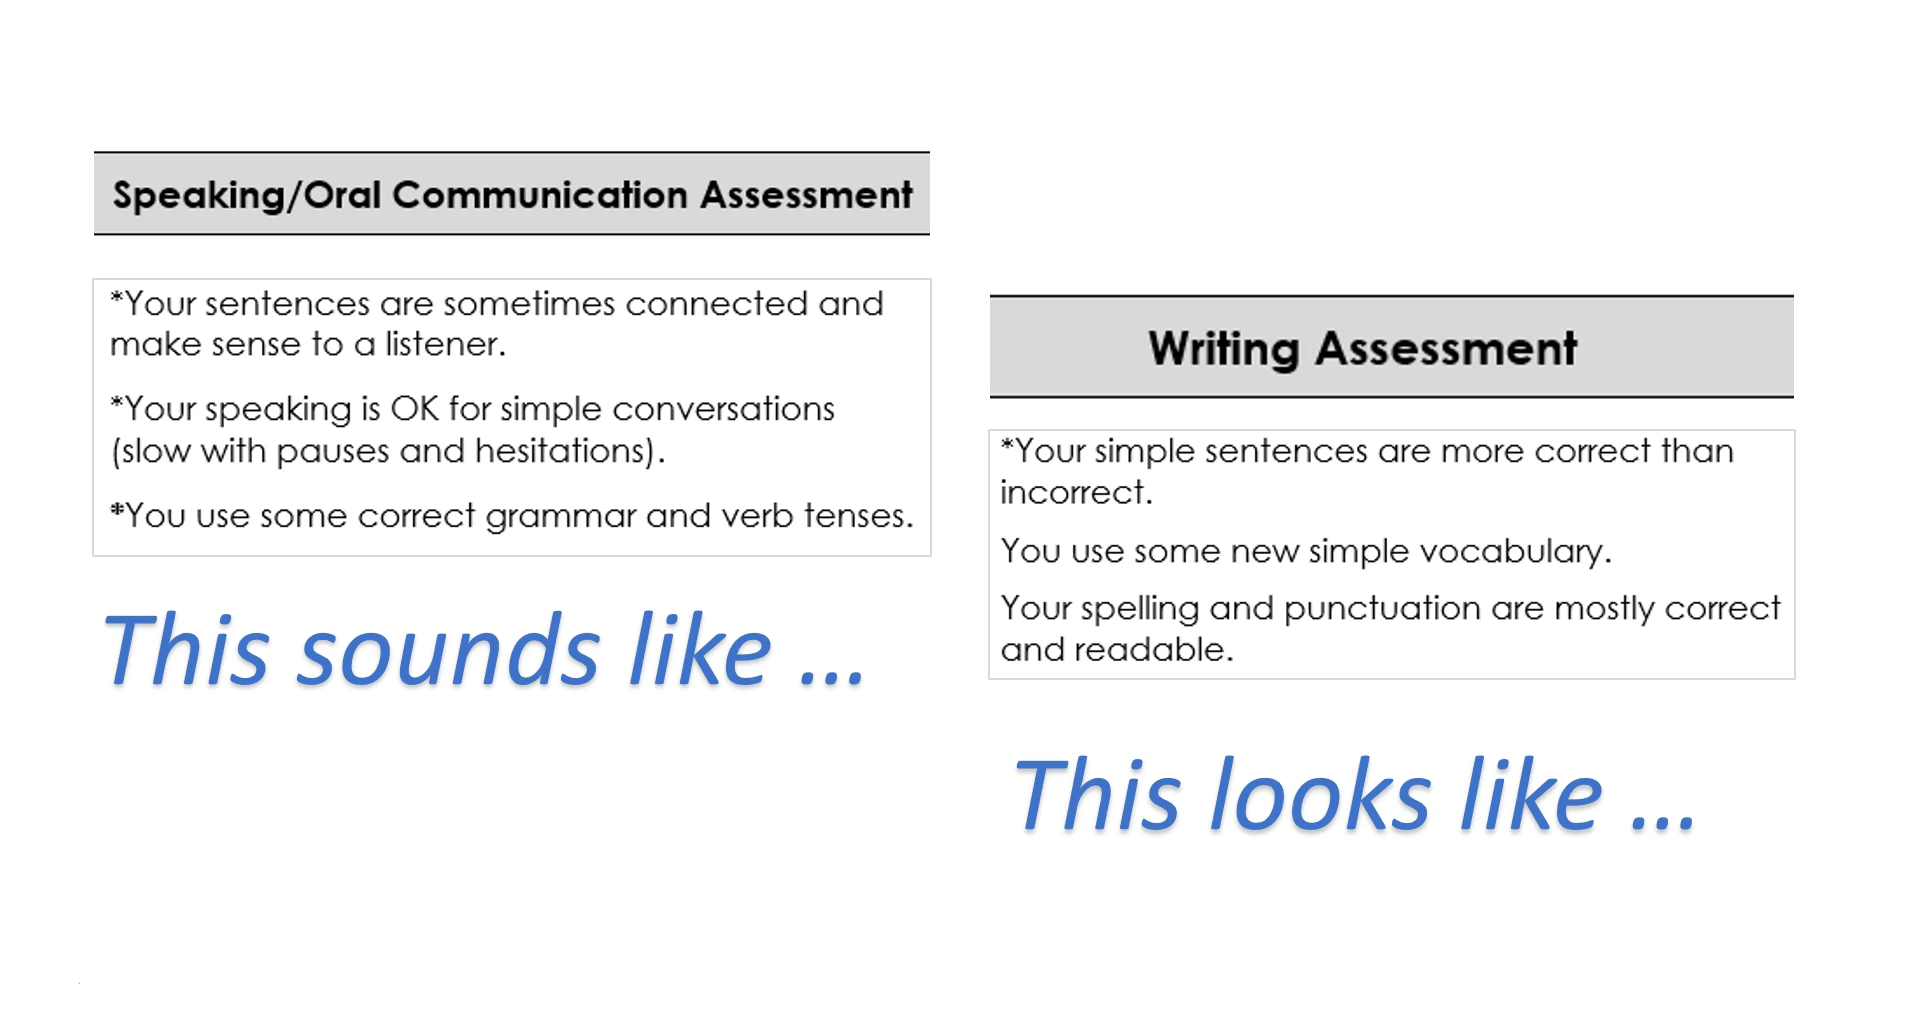 Speaking/Oral Communication Assessment
*Your sentences are sometimes connected and
make sense to a listener.
*Your speaking is OK for simple conversations
(slow with pauses and hesitations).
*You use some correct grammar and verb tenses.
This sounds like ...
Writing Assessment
*Your simple sentences are more correct than
incorrect.
You use some new simple vocabulary.
Your spelling and punctuation are mostly correct
and readable.
This looks like ...